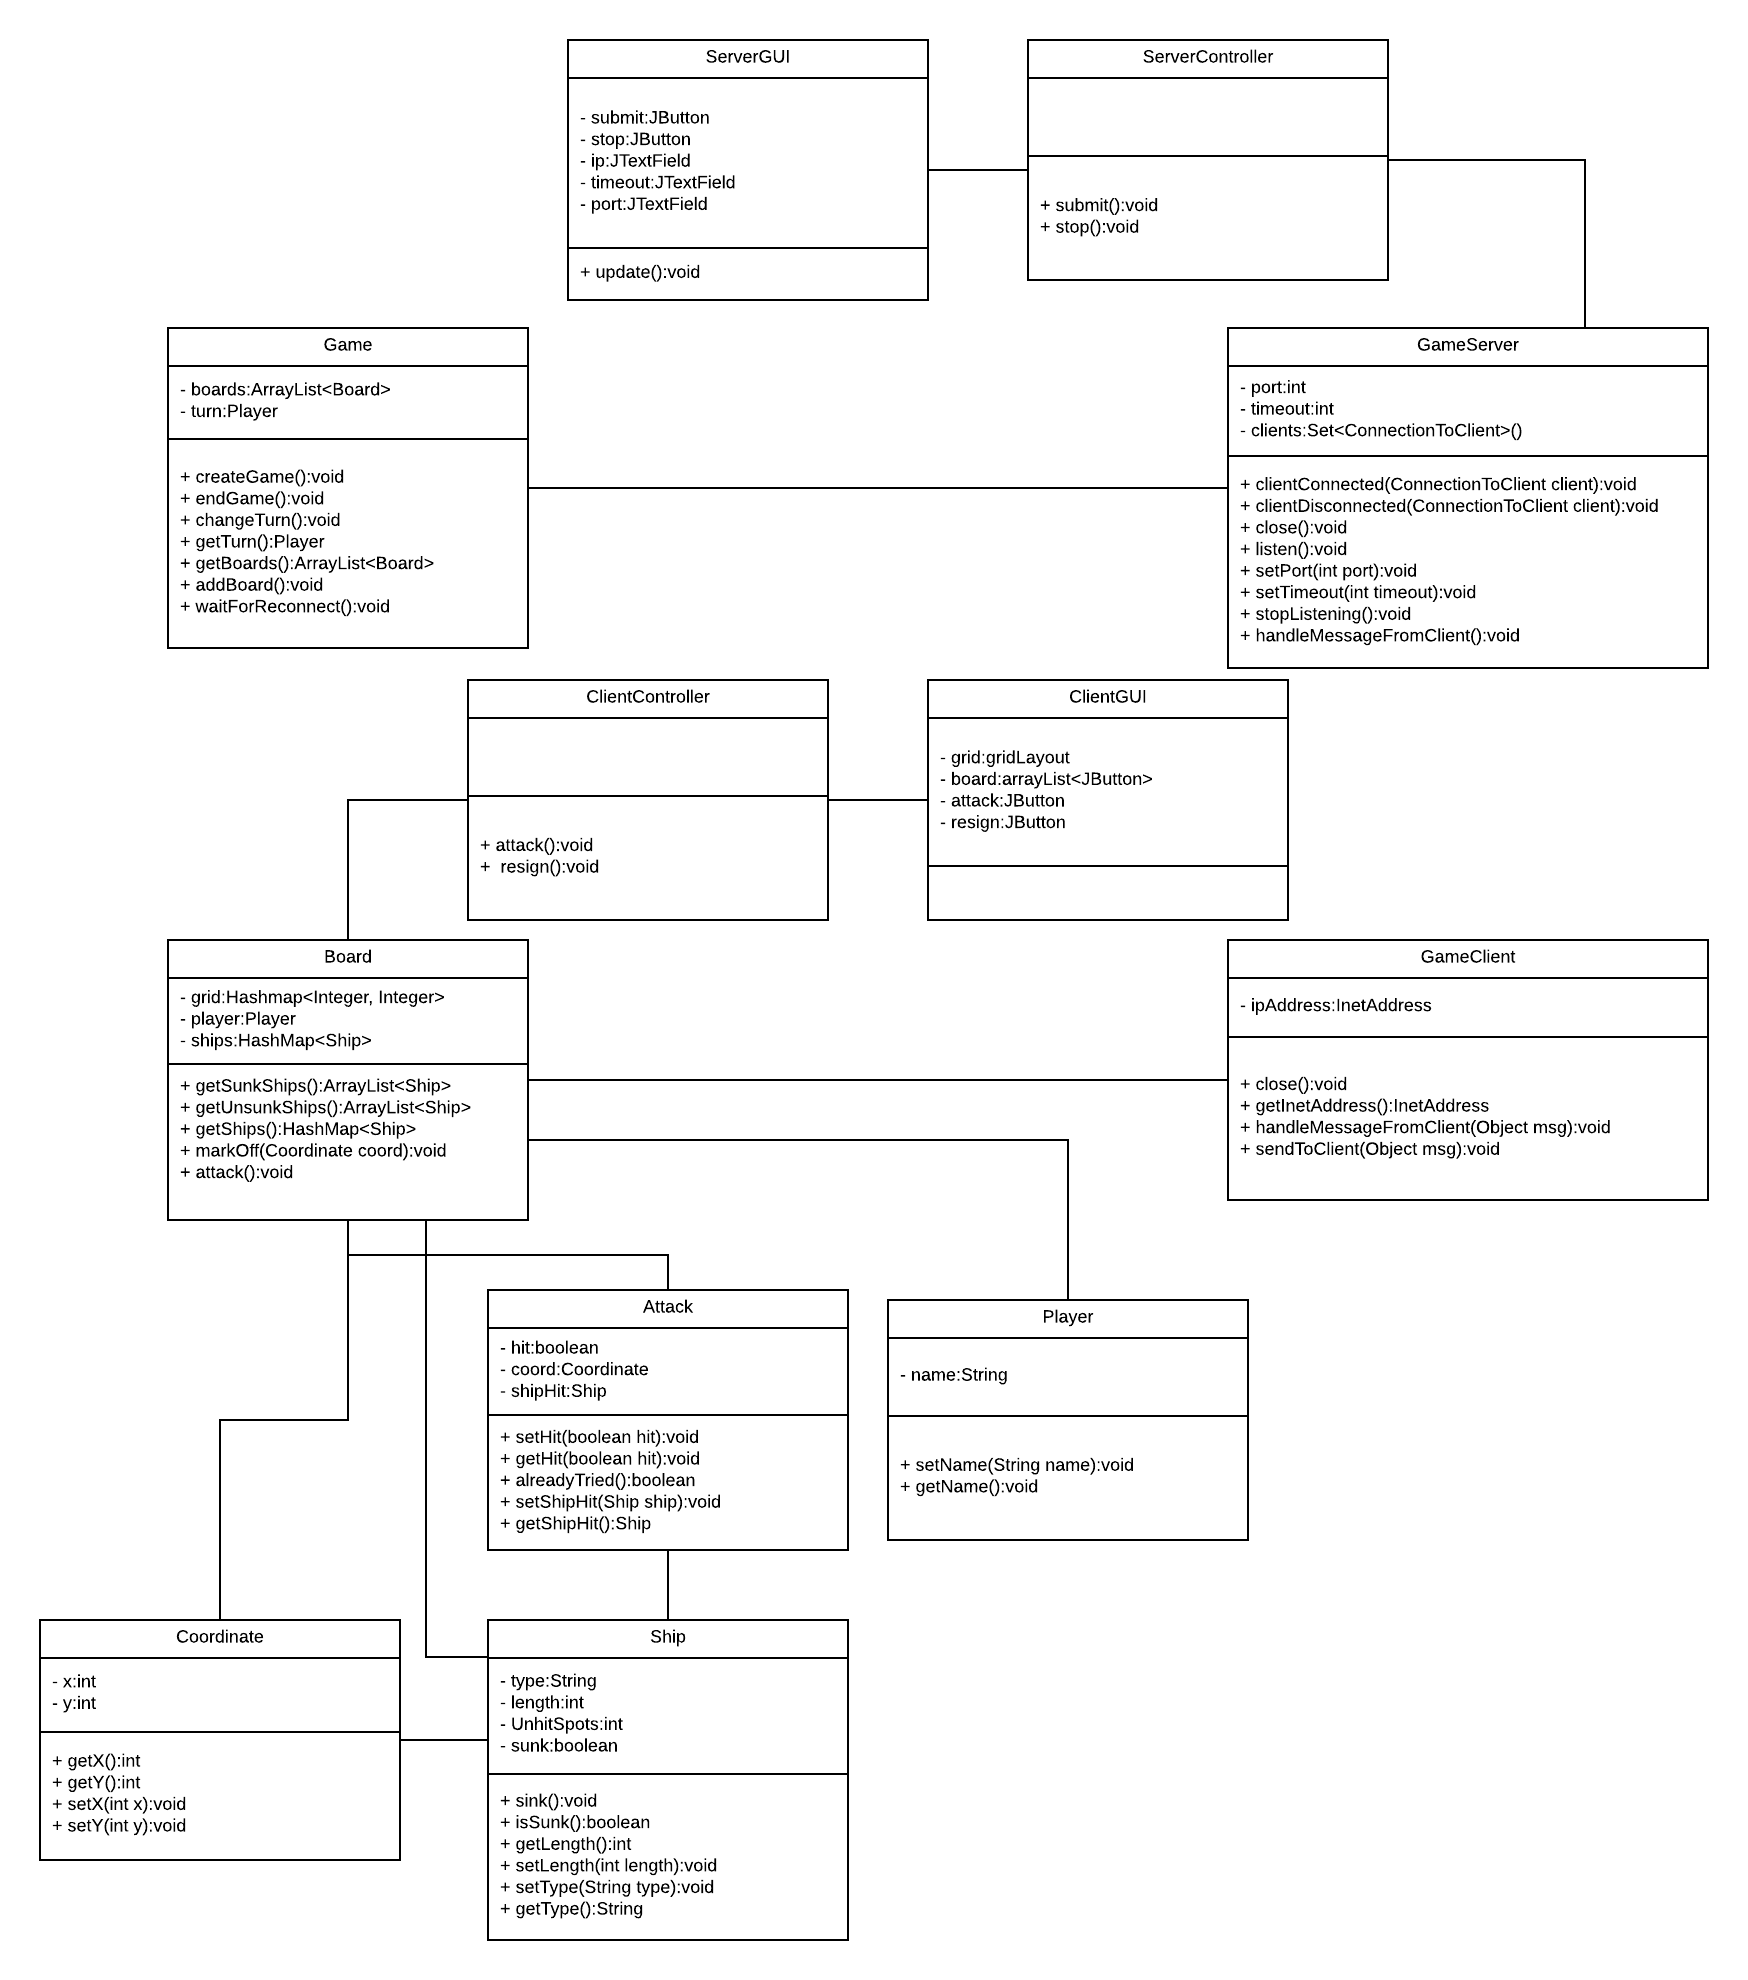 ServerGUI
- submit:JButton
- stop:JButton
- ip:JTextField
- timeout:JTextField
- port:JTextField
+ update():void
ServerController
+ submit():void
+ stop():void
Game
- boards:ArrayList<Board>
- turn:Player
+ createGame():void
+ endGame():void
+ changeTurn():void
+ getTurn():Player
+ getBoards():ArrayList<Board>
+ addBoard():void
+ waitForReconnect():void
GameServer
- port:int
- timeout:int
- clients:Set<ConnectionToClient>()
+ clientConnected(ConnectionToClient client):void
+ clientDisconnected(ConnectionToClient client):void
+ close():void
+ listen():void
+ setPort(int port):void
+ setTimeout(int timeout):void
+ stopListening():void
+ handleMessageFromClient():void
ClientController
+ attack():void
+  resign():void
ClientGUI
- grid:gridLayout
- board:arrayList<JButton>
- attack:JButton
- resign:JButton
Board
- grid:Hashmap<Integer, Integer>
- player:Player
- ships:HashMap<Ship>
+ getSunkShips():ArrayList<Ship>
+ getUnsunkShips():ArrayList<Ship>
+ getShips():HashMap<Ship>
+ markOff(Coordinate coord):void
+ attack():void
GameClient
- ipAddress:InetAddress
+ close():void
+ getInetAddress():InetAddress
+ handleMessageFromClient(Object msg):void
+ sendToClient(Object msg):void
Attack
- hit:boolean
- coord:Coordinate
- shipHit:Ship
+ setHit(boolean hit):void
+ getHit(boolean hit):void
+ alreadyTried():boolean
+ setShipHit(Ship ship):void
+ getShipHit():Ship
Player
- name:String
+ setName(String name):void
+ getName():void
Coordinate
- x:int
- y:int
+ getX():int
+ getY():int
+ setX(int x):void
+ setY(int y):void
Ship
- type:String
- length:int
- UnhitSpots:int
- sunk:boolean
+ sink():void
+ isSunk():boolean
+ getLength():int
+ setLength(int length):void
+ setType(String type):void
+ getType():String